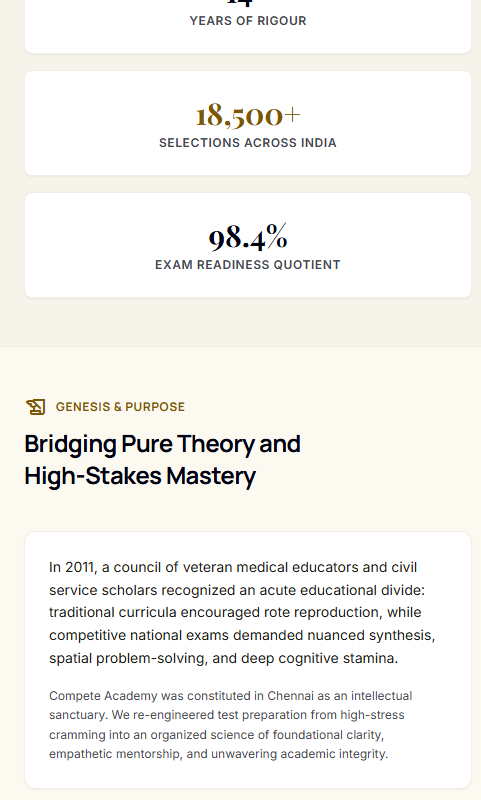 14
YEARS OF RIGOUR
18,500+
SELECTIONS ACROSS INDIA
98.4%
EXAM READINESS QUOTIENT
GENESIS & PURPOSE
Bridging Pure Theory and
High-Stakes Mastery
In 2011, a council of veteran medical educators and civil
service scholars recognized an acute educational divide:
traditional curricula encouraged rote reproduction, while
competitive national exams demanded nuanced synthesis,
spatial problem-solving, and deep cognitive stamina.
Compete Academy was constituted in Chennai as an intellectual
sanctuary. We re-engineered test preparation from high-stress
cramming into an organized science of foundational clarity,
empathetic mentorship, and unwavering academic integrity.